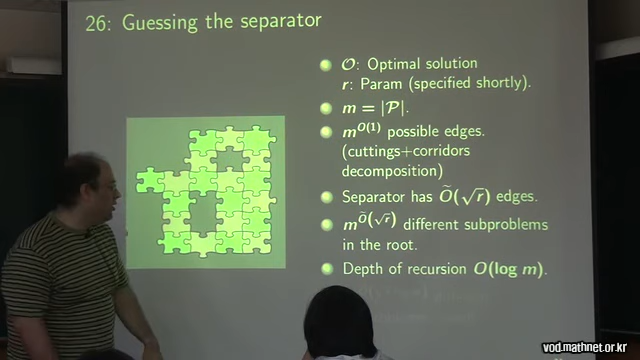 26: Guessing the separator
𝒪: Optimal solution
r: Param (specified shortly).
m = |𝒫|.
m^{O(1)} possible edges.
(cuttings+corridors
decomposition)
Separator has Õ(√r) edges.
m^{Õ(√r)} different subproblems
in the root.
Depth of recursion O(log m).
vod.mathnet.or.kr